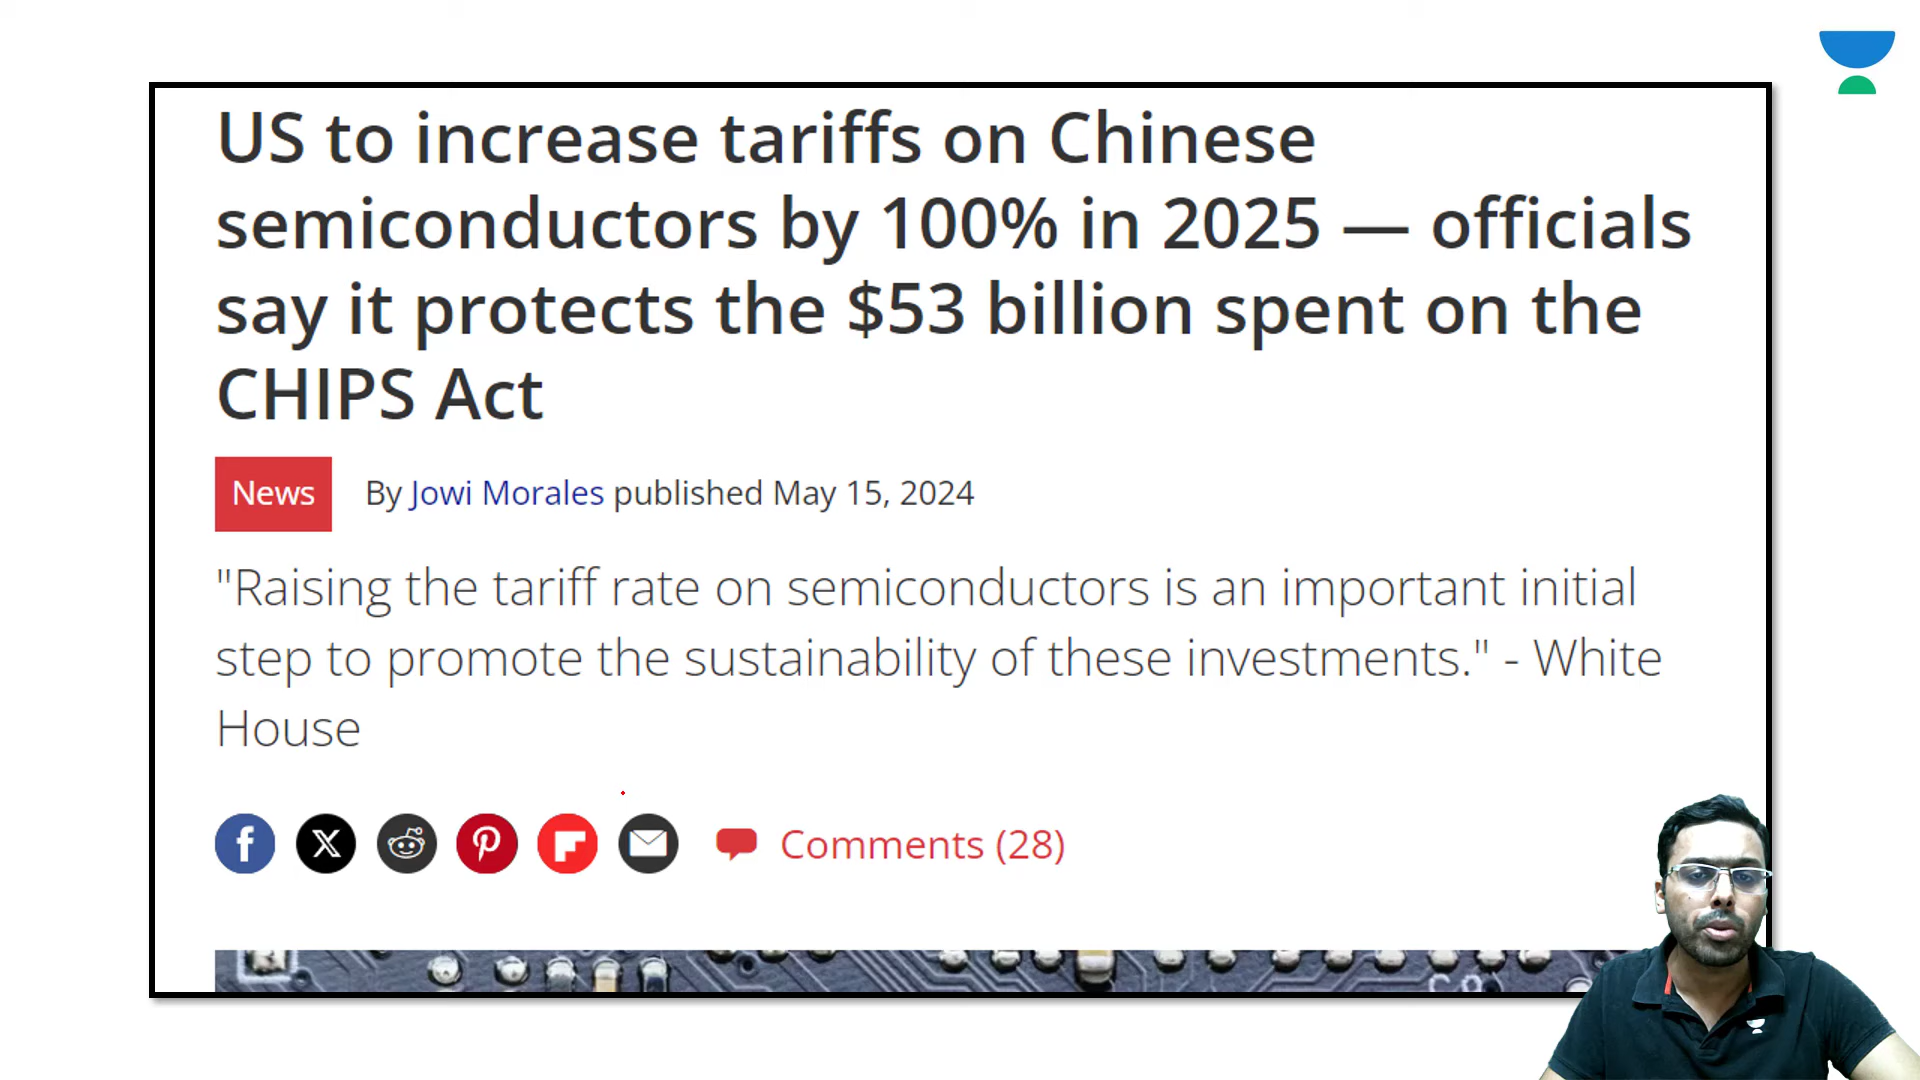 US to increase tariffs on Chinese
semiconductors by 100% in 2025 — officials
say it protects the $53 billion spent on the
CHIPS Act
News By Jowi Morales published May 15, 2024
"Raising the tariff rate on semiconductors is an important initial
step to promote the sustainability of these investments." - White
House
Comments (28)